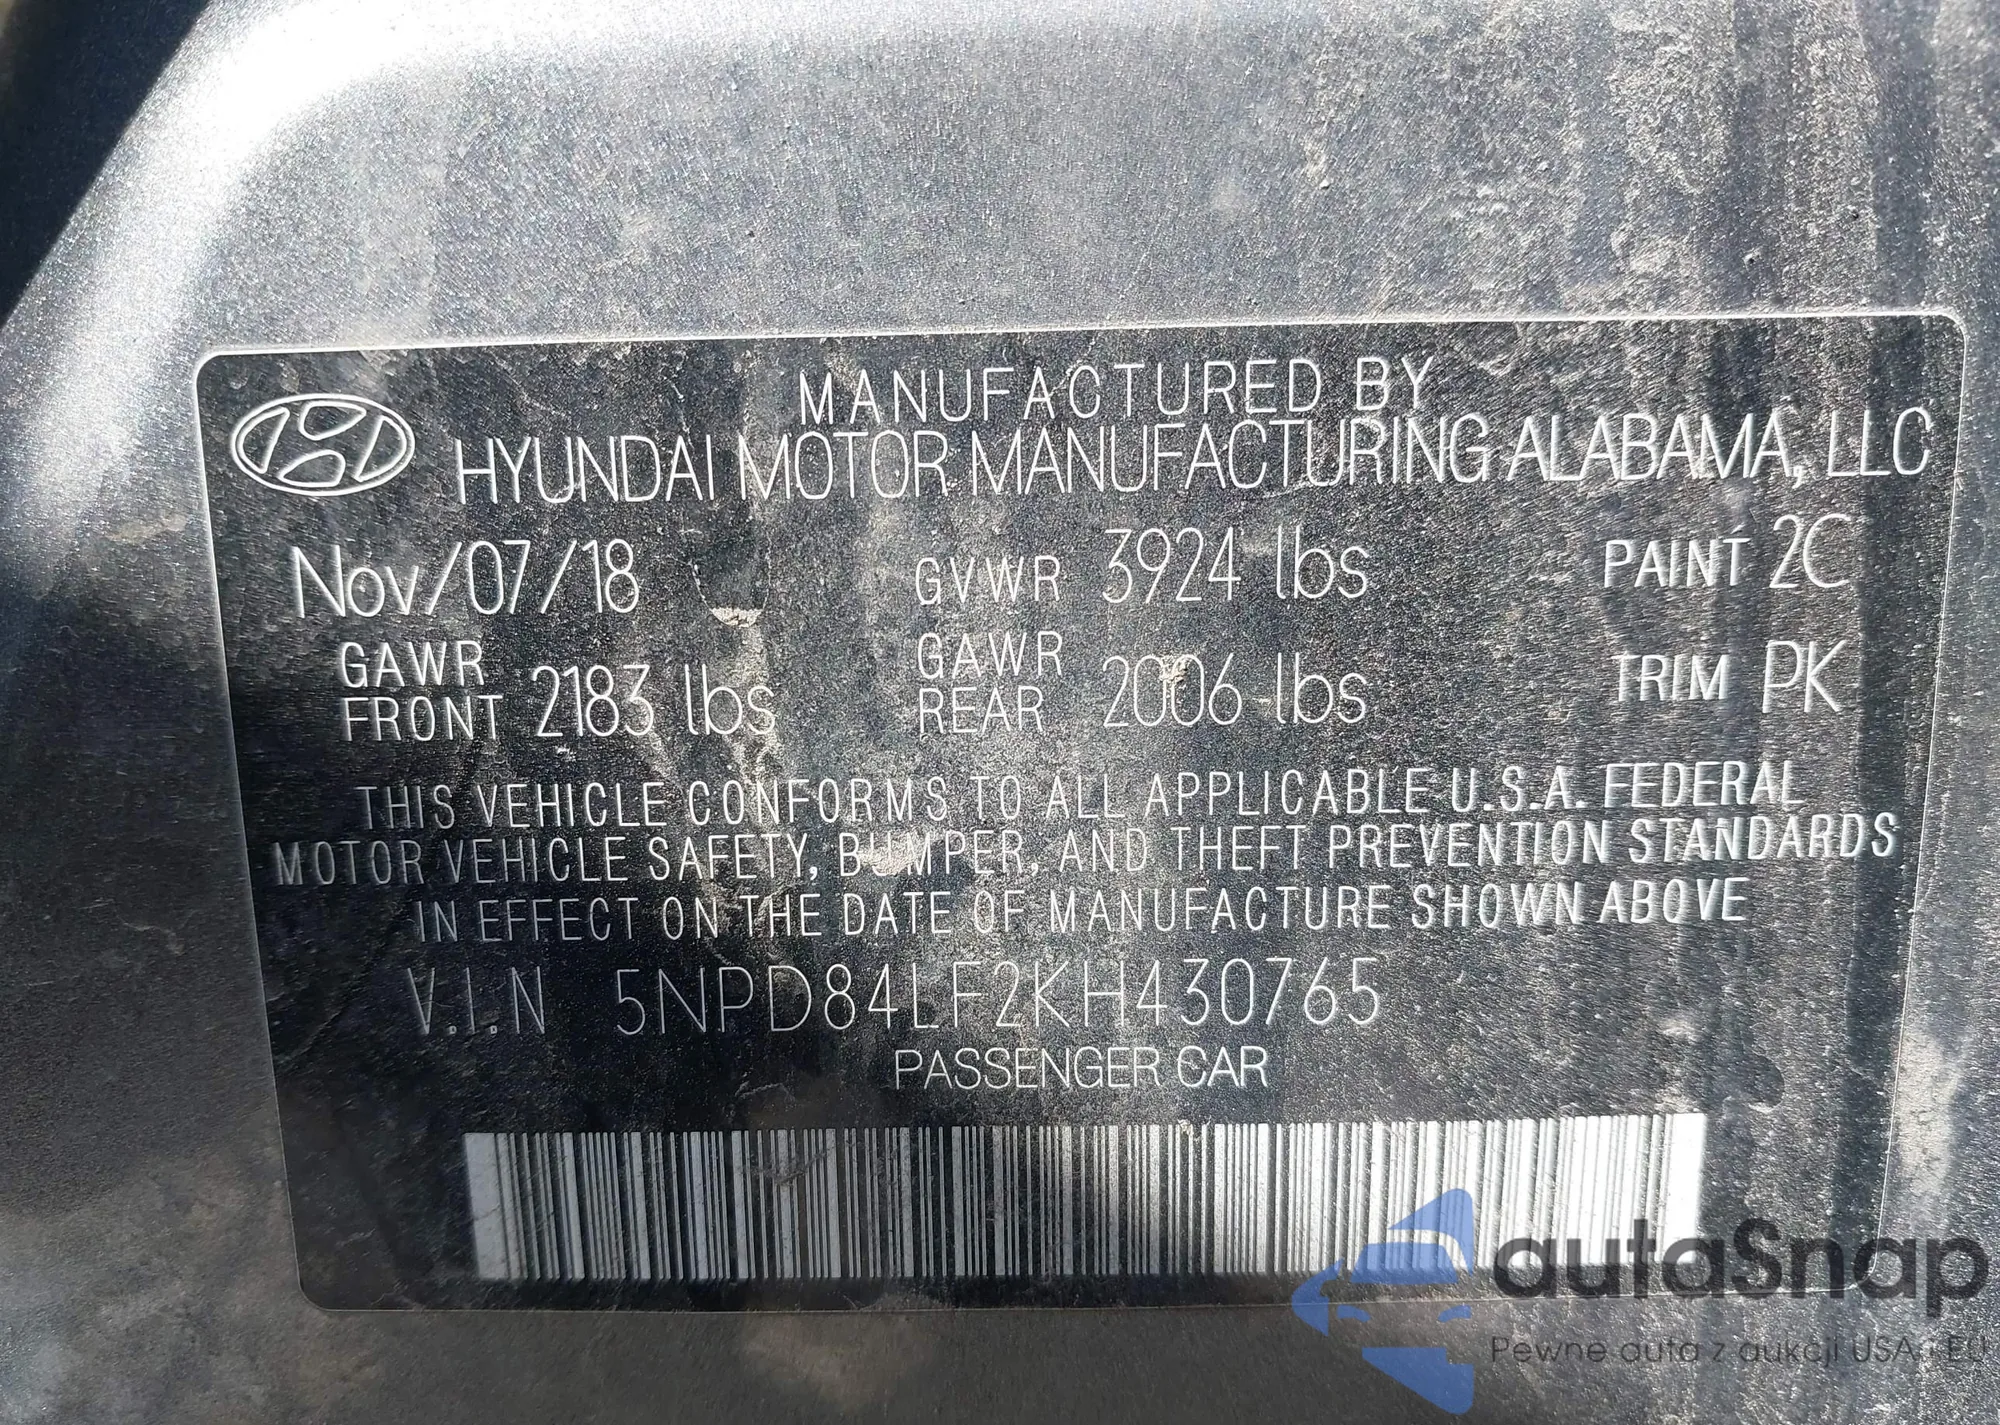 MANUFACTURED BY
HYUNDAI MOTOR MANUFACTURING ALABAMA, LLC
Nov/07/18 GVWR 3924 lbs PAINT 2C
GAWR FRONT 2183 lbs GAWR REAR 2006 lbs TRIM PK
THIS VEHICLE CONFORMS TO ALL APPLICABLE U.S.A. FEDERAL
MOTOR VEHICLE SAFETY, BUMPER, AND THEFT PREVENTION STANDARDS
IN EFFECT ON THE DATE OF MANUFACTURE SHOWN ABOVE
V.I.N 5NPD84LF2KH430765
PASSENGER CAR
autaSnap
Pewne auta z aukcji USA - EU